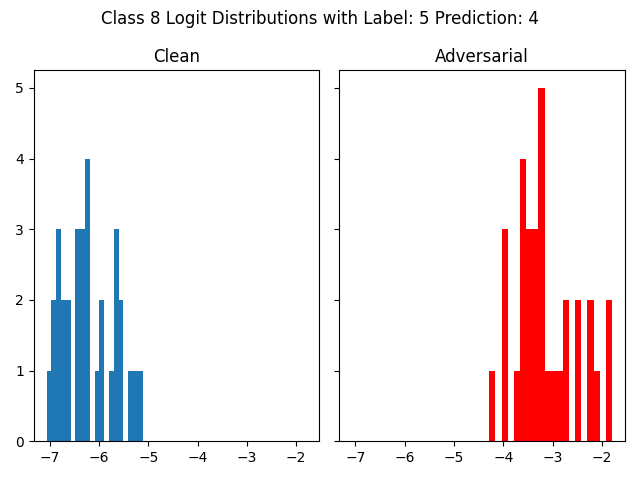 Class 8 Logit Distributions with Label: 5 Prediction: 4
Clean
Adversarial
5
4
3
2
1
0
−7 −6 −5 −4 −3 −2
−7 −6 −5 −4 −3 −2